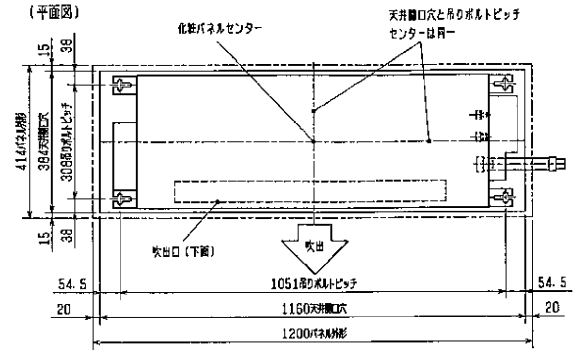 (平面図)
化粧パネルセンター
天井開口穴と吊りボルトピッチ
センターは同一
15
38
414パネル外形
384天井開口穴
308吊りボルトピッチ
15
38
吹出口(下面)
吹出
54.5
1051吊りボルトピッチ
54.5
20
1160天井開口穴
20
1200パネル外形